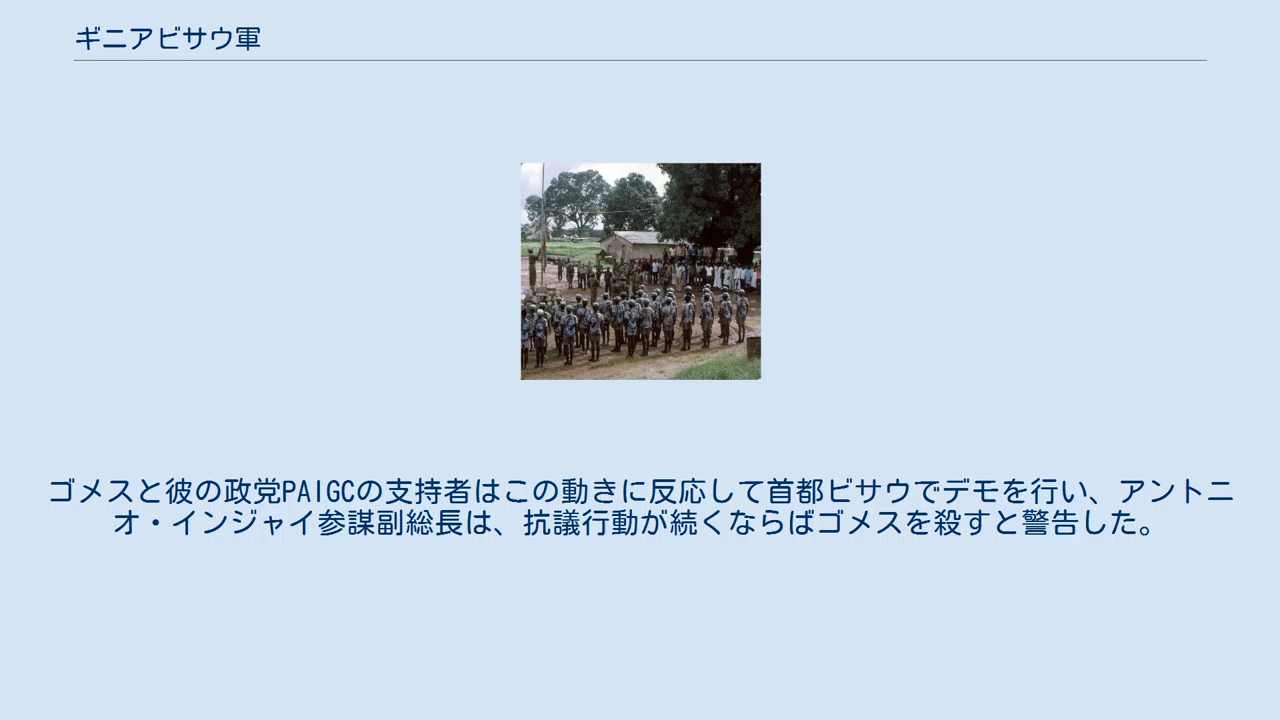 ギニアビサウ軍
ゴメスと彼の政党PAIGCの支持者はこの動きに反応して首都ビサウでデモを行い、アントニ
オ・インジャイ参謀副総長は、抗議行動が続くならばゴメスを殺すと警告した。